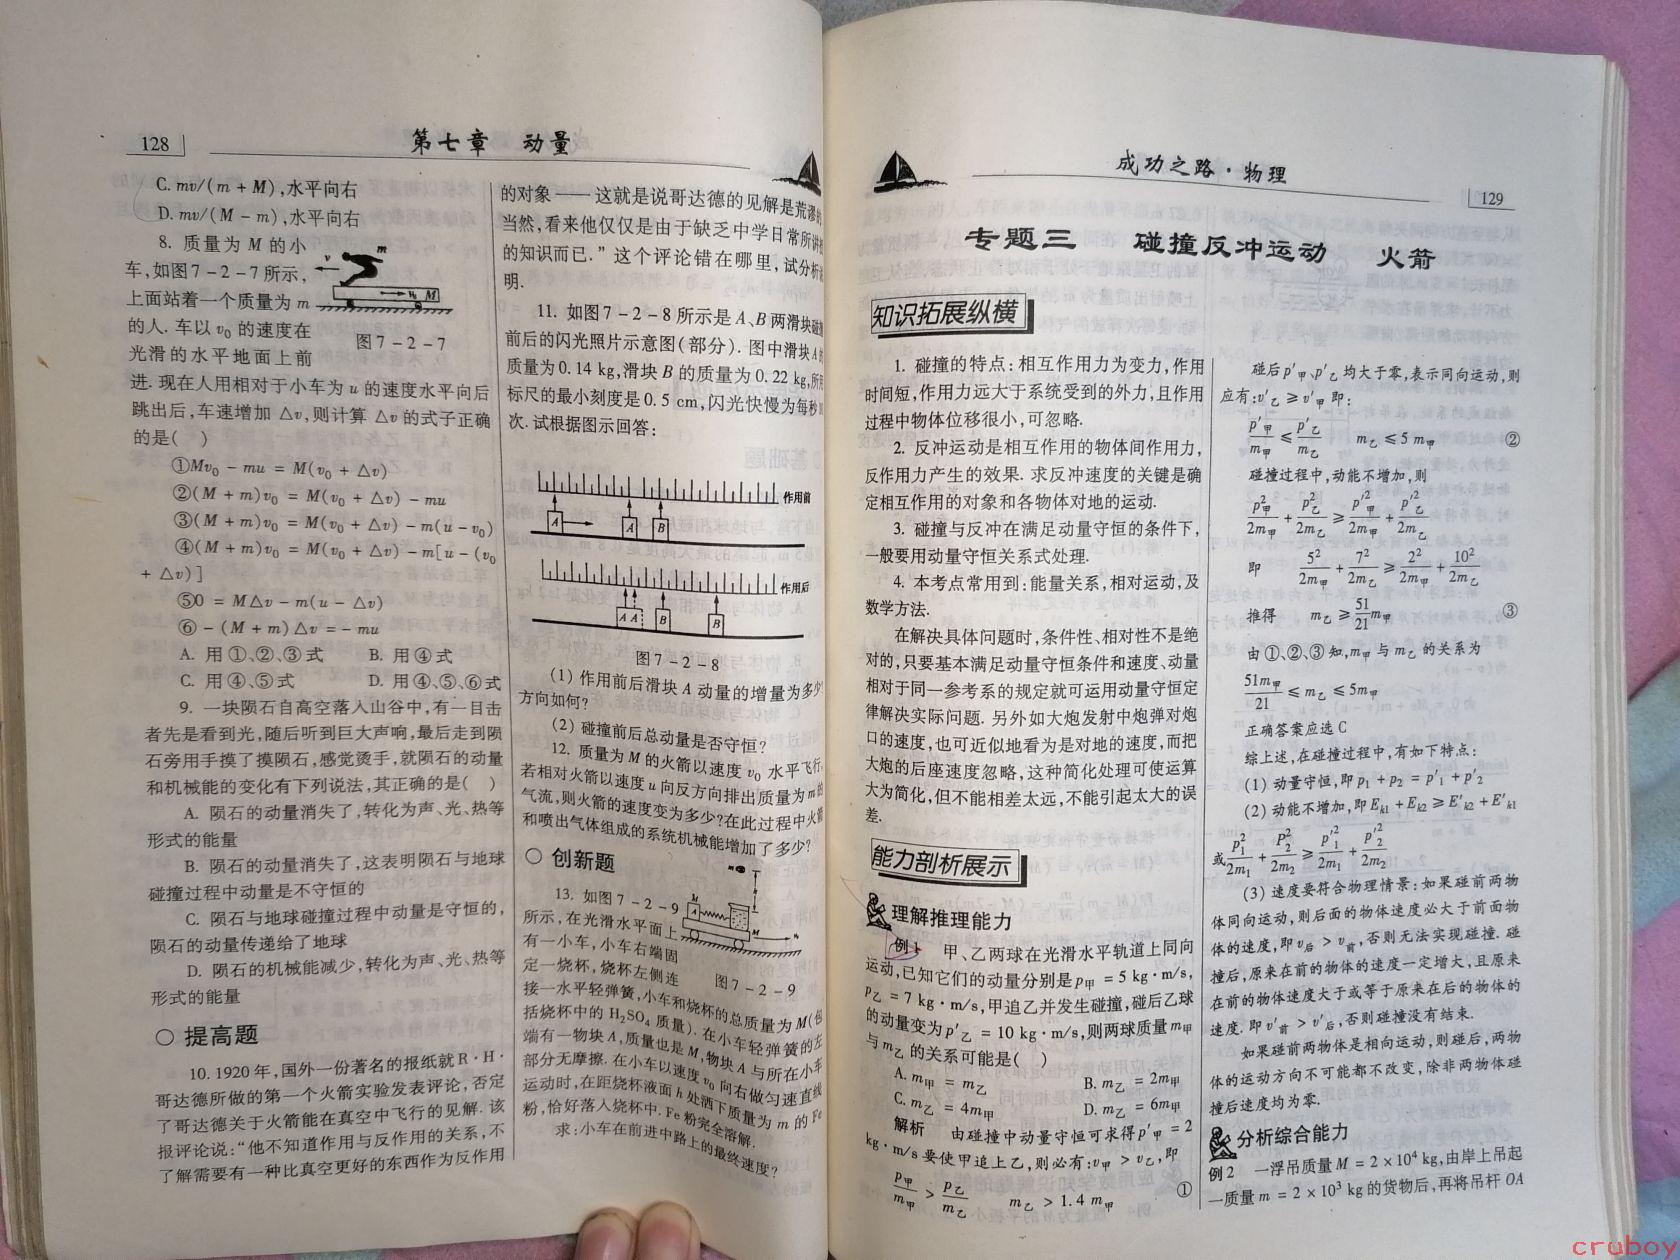 128
第七章 动量
C. mv/(m + M),水平向右
D. mv/(M - m),水平向右
8. 质量为 M 的小
车,如图7-2-7所示,
上面站着一个质量为 m
的人. 车以 v₀ 的速度在
光滑的水平地面上前
m
v
v₀ M
图7-2-7
进. 现在人用相对于小车为 u 的速度水平向后
跳出后,车速增加 △v,则计算 △v 的式子正确
的是( )
①Mv₀ - mu = M(v₀ + △v)
②(M + m)v₀ = M(v₀ + △v) - mu
③(M + m)v₀ = M(v₀ + △v) - m(u - v₀)
④(M + m)v₀ = M(v₀ + △v) - m[u - (v₀
+ △v)]
⑤0 = M△v - m(u - △v)
⑥ - (M + m)△v = - mu
A. 用①、②、③式 B. 用④式
C. 用④、⑤式 D. 用④、⑤、⑥式
9. 一块陨石自高空落入山谷中,有一目击
者先是看到光,随后听到巨大声响,最后走到陨
石旁用手摸了摸陨石,感觉烫手,就陨石的动量
和机械能的变化有下列说法,其正确的是( )
A. 陨石的动量消失了,转化为声、光、热等
形式的能量
B. 陨石的动量消失了,这表明陨石与地球
碰撞过程中动量是不守恒的
C. 陨石与地球碰撞过程中动量是守恒的,
陨石的动量传递给了地球
D. 陨石的机械能减少,转化为声、光、热等
形式的能量
○ 提高题
10. 1920年,国外一份著名的报纸就R·H·
哥达德所做的第一个火箭实验发表评论,否定
了哥达德关于火箭能在真空中飞行的见解. 该
报评论说:“他不知道作用与反作用的关系,不
了解需要有一种比真空更好的东西作为反作用
的对象 —— 这就是说哥达德的见解是荒谬的
当然,看来他仅仅是由于缺乏中学日常所讲
的知识而已.”这个评论错在哪里,试分析
明.
11. 如图7-2-8所示是A、B两滑块碰撞
前后的闪光照片示意图(部分). 图中滑块A的
质量为0.14 kg,滑块B的质量为0.22 kg,所用
标尺的最小刻度是0.5 cm,闪光快慢为每秒
次. 试根据图示回答:
作用前
A A B
作用后
A A B B
图7-2-8
(1) 作用前后滑块 A 动量的增量为多少?
方向如何?
(2) 碰撞前后总动量是否守恒?
12. 质量为 M 的火箭以速度 v₀ 水平飞行,
若相对火箭以速度 u 向反方向排出质量为 m 的
气流,则火箭的速度变为多少?在此过程中火箭
和喷出气体组成的系统机械能增加了多少?
○ 创新题
13. 如图7-2-9
所示,在光滑水平面上
有一小车,小车右端固
定一烧杯,烧杯左侧连
m
M
A
M
图7-2-9
接一水平轻弹簧,小车和烧杯的总质量为 M(包
括烧杯中的 H₂SO₄ 质量). 在小车轻弹簧的左
端有一物块 A,质量也是 M,物块 A 与所在小车
部分无摩擦. 在小车以速度 v₀ 向右做匀速直线
运动时,在距烧杯液面 h 处洒下质量为 m 的 Fe
粉,恰好落入烧杯中. Fe粉完全溶解.
求:小车在前进中路上的最终速度?
成功之路·物理
129
专题三 碰撞反冲运动 火箭
知识拓展纵横
1. 碰撞的特点:相互作用力为变力,作用
时间短,作用力远大于系统受到的外力,且作用
过程中物体位移很小,可忽略.
2. 反冲运动是相互作用的物体间作用力,
反作用力产生的效果. 求反冲速度的关键是确
定相互作用的对象和各物体对地的运动.
3. 碰撞与反冲在满足动量守恒的条件下,
一般要用动量守恒关系式处理.
4. 本考点常用到:能量关系,相对运动,及
数学方法.
在解决具体问题时,条件性、相对性不是绝
对的,只要基本满足动量守恒条件和速度、动量
相对于同一参考系的规定就可运用动量守恒定
律解决实际问题. 另外如大炮发射中炮弹对炮
口的速度,也可近似地看为是对地的速度,而把
大炮的后座速度忽略,这种简化处理可使运算
大为简化,但不能相差太远,不能引起太大的误
差.
能力剖析展示
理解推理能力
例1 甲、乙两球在光滑水平轨道上同向
运动,已知它们的动量分别是p甲 = 5 kg·m/s,
p乙 = 7 kg·m/s,甲追乙并发生碰撞,碰后乙球
的动量变为p′乙 = 10 kg·m/s,则两球质量m甲
与m乙 的关系可能是( )
A. m甲 = m乙 B. m乙 = 2m甲
C. m乙 = 4m甲 D. m乙 = 6m甲
解析 由碰撞中动量守恒可求得p′甲 = 2
kg·m/s 要使甲追上乙,则必有:v甲 > v乙,即
p甲/m甲 > p乙/m乙 m乙 > 1.4 m甲 ①
碰后p′甲、p′乙 均大于零,表示同向运动,则
应有:v′乙 ≥ v′甲 即:
p′甲/m甲 ≤ p′乙/m乙 m乙 ≤ 5 m甲 ②
碰撞过程中,动能不增加,则
p²甲/2m甲 + p²乙/2m乙 ≥ p′²甲/2m甲 + p′²乙/2m乙
即 5²/2m甲 + 7²/2m乙 ≥ 2²/2m甲 + 10²/2m乙
推得 m乙 ≥ 51/21 m甲 ③
由①、②、③知,m甲 与 m乙 的关系为
51m甲/21 ≤ m乙 ≤ 5m甲
正确答案应选 C
综上述,在碰撞过程中,有如下特点:
(1) 动量守恒,即 p₁ + p₂ = p′₁ + p′₂
(2) 动能不增加,即 Eₖ₁ + Eₖ₂ ≥ E′ₖ₂ + E′ₖ₁
或 p₁²/2m₁ + p₂²/2m₂ ≥ p′₁²/2m₁ + p′₂²/2m₂
(3) 速度要符合物理情景:如果碰前两物
体同向运动,则后面的物体速度必大于前面物
体的速度,即 v后 > v前,否则无法实现碰撞. 碰
撞后,原来在前的物体的速度一定增大,且原来
在前的物体速度大于或等于原来在后的物体的
速度. 即 v′前 > v′后,否则碰撞没有结束.
如果碰前两物体是相向运动,则碰后,两物
体的运动方向不可能都不改变,除非两物体碰
撞后速度均为零.
分析综合能力
例2 一浮吊质量 M = 2 × 10⁴ kg,由岸上吊起
一质量 m = 2 × 10³ kg 的货物后,再将吊杆 OA
cruboy